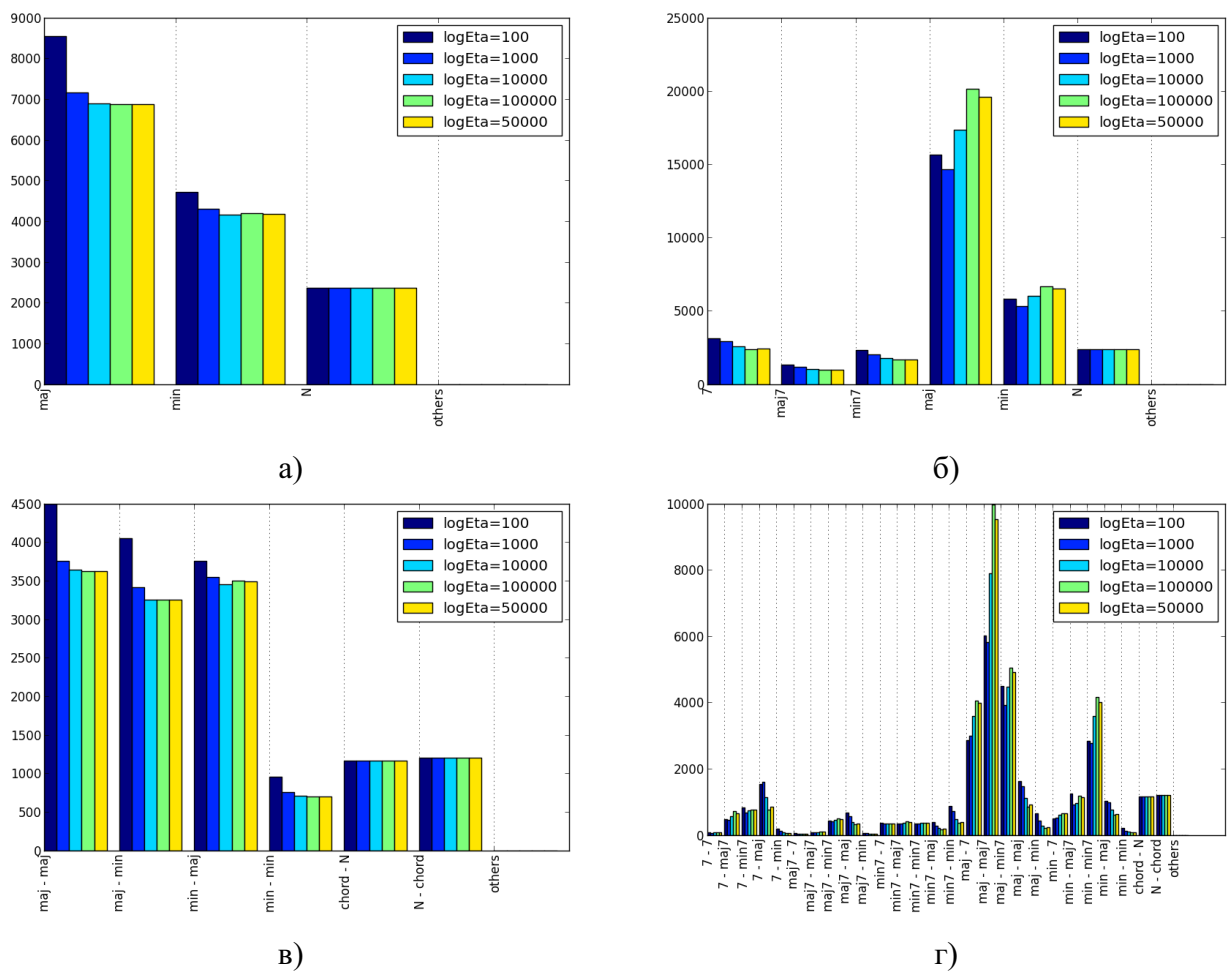 9000
8000
7000
6000
5000
4000
3000
2000
1000
0
maj
min
N
others
logEta=100
logEta=1000
logEta=10000
logEta=100000
logEta=50000
а)
25000
20000
15000
10000
5000
0
7
maj7
min7
maj
min
N
others
logEta=100
logEta=1000
logEta=10000
logEta=100000
logEta=50000
б)
4500
4000
3500
3000
2500
2000
1500
1000
500
0
maj - maj
maj - min
min - maj
min - min
chord - N
N - chord
others
logEta=100
logEta=1000
logEta=10000
logEta=100000
logEta=50000
в)
10000
8000
6000
4000
2000
0
7 - 7
7 - maj7
7 - min7
7 - maj
7 - min
maj7 - 7
maj7 - maj7
maj7 - min7
maj7 - maj
maj7 - min
min7 - 7
min7 - maj7
min7 - min7
min7 - maj
min7 - min
maj - 7
maj - maj7
maj - min7
maj - maj
maj - min
min - 7
min - maj7
min - min7
min - maj
min - min
chord - N
N - chord
others
logEta=100
logEta=1000
logEta=10000
logEta=100000
logEta=50000
г)